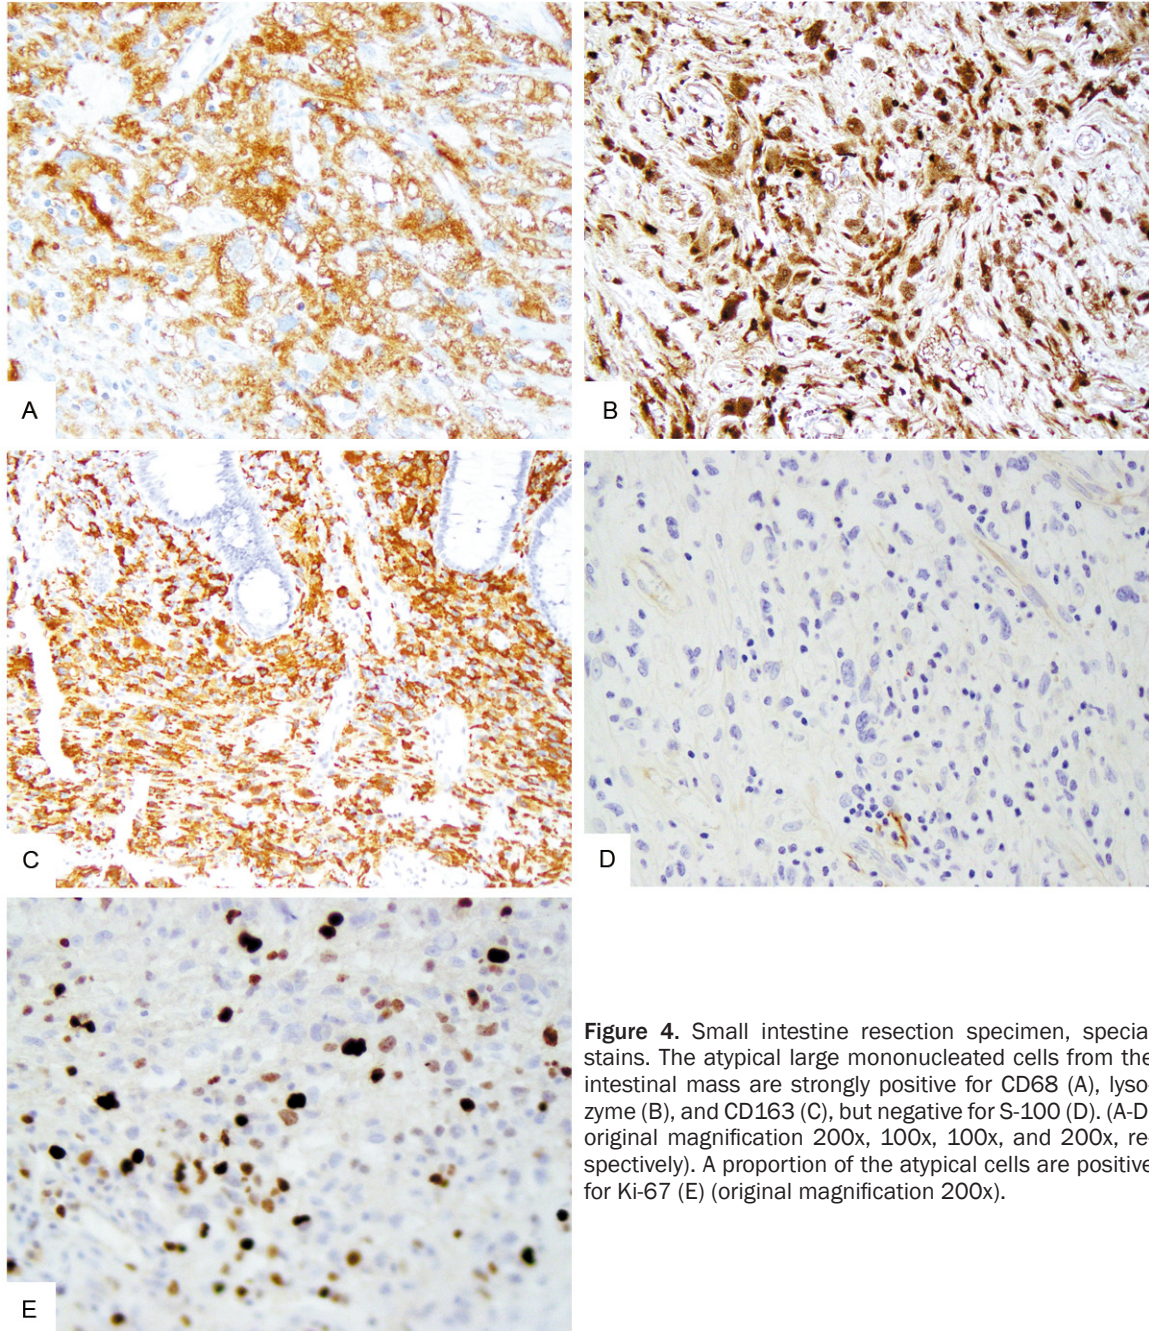 A
B
C
D
E
Figure 4. Small intestine resection specimen, special
stains. The atypical large mononucleated cells from the
intestinal mass are strongly positive for CD68 (A), lyso-
zyme (B), and CD163 (C), but negative for S-100 (D). (A-D,
original magnification 200x, 100x, 100x, and 200x, re-
spectively). A proportion of the atypical cells are positive
for Ki-67 (E) (original magnification 200x).